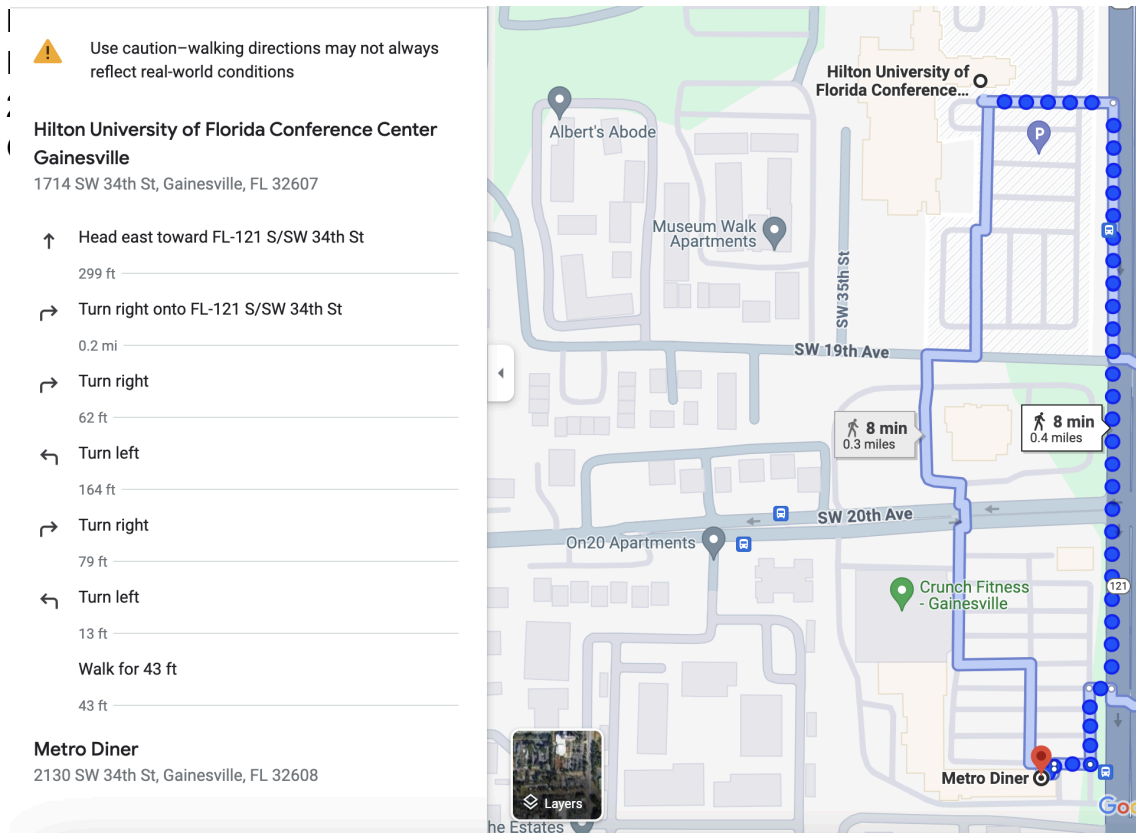 Use caution–walking directions may not always
reflect real-world conditions
Hilton University of Florida Conference Center
Gainesville
1714 SW 34th St, Gainesville, FL 32607
Head east toward FL-121 S/SW 34th St
299 ft
Turn right onto FL-121 S/SW 34th St
0.2 mi
Turn right
62 ft
Turn left
164 ft
Turn right
79 ft
Turn left
13 ft
Walk for 43 ft
43 ft
Metro Diner
2130 SW 34th St, Gainesville, FL 32608
Hilton University of
Florida Conference...
P
Albert's Abode
Museum Walk
Apartments
SW 35th St
SW 19th Ave
8 min
0.3 miles
8 min
0.4 miles
SW 20th Ave
On20 Apartments
Crunch Fitness
- Gainesville
121
Metro Diner
Layers
he Estates
Goo